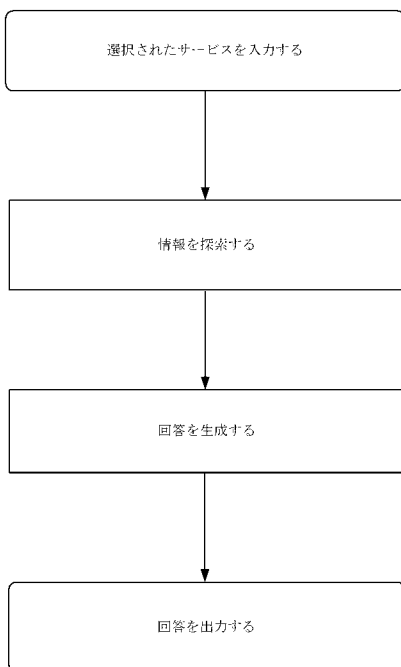 選択されたサービスを入力する
情報を探索する
回答を生成する
回答を出力する